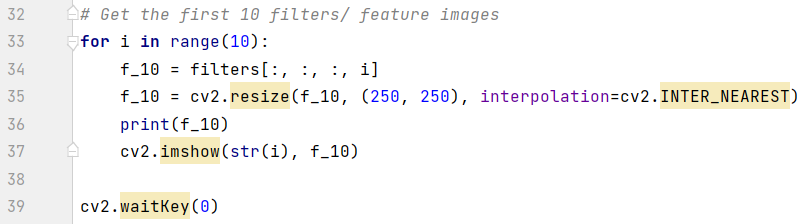 32 # Get the first 10 filters/ feature images
33 for i in range(10):
34     f_10 = filters[:, :, :, i]
35     f_10 = cv2.resize(f_10, (250, 250), interpolation=cv2.INTER_NEAREST)
36     print(f_10)
37     cv2.imshow(str(i), f_10)
38
39 cv2.waitKey(0)